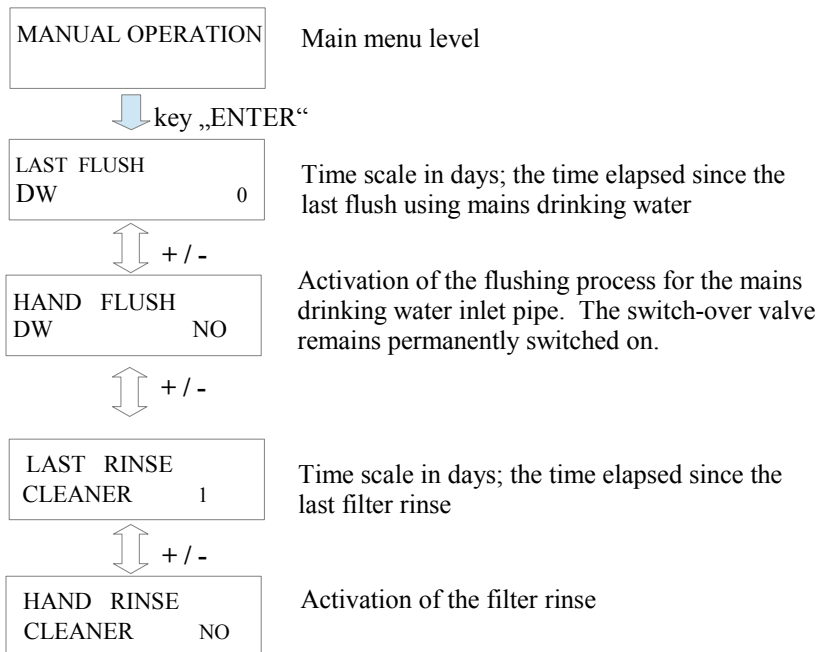 MANUAL OPERATION
Main menu level
key „ENTER“
LAST FLUSH
DW 0
Time scale in days; the time elapsed since the
last flush using mains drinking water
+ / -
HAND FLUSH
DW NO
Activation of the flushing process for the mains
drinking water inlet pipe. The switch-over valve
remains permanently switched on.
+ / -
LAST RINSE
CLEANER 1
Time scale in days; the time elapsed since the
last filter rinse
+ / -
HAND RINSE
CLEANER NO
Activation of the filter rinse